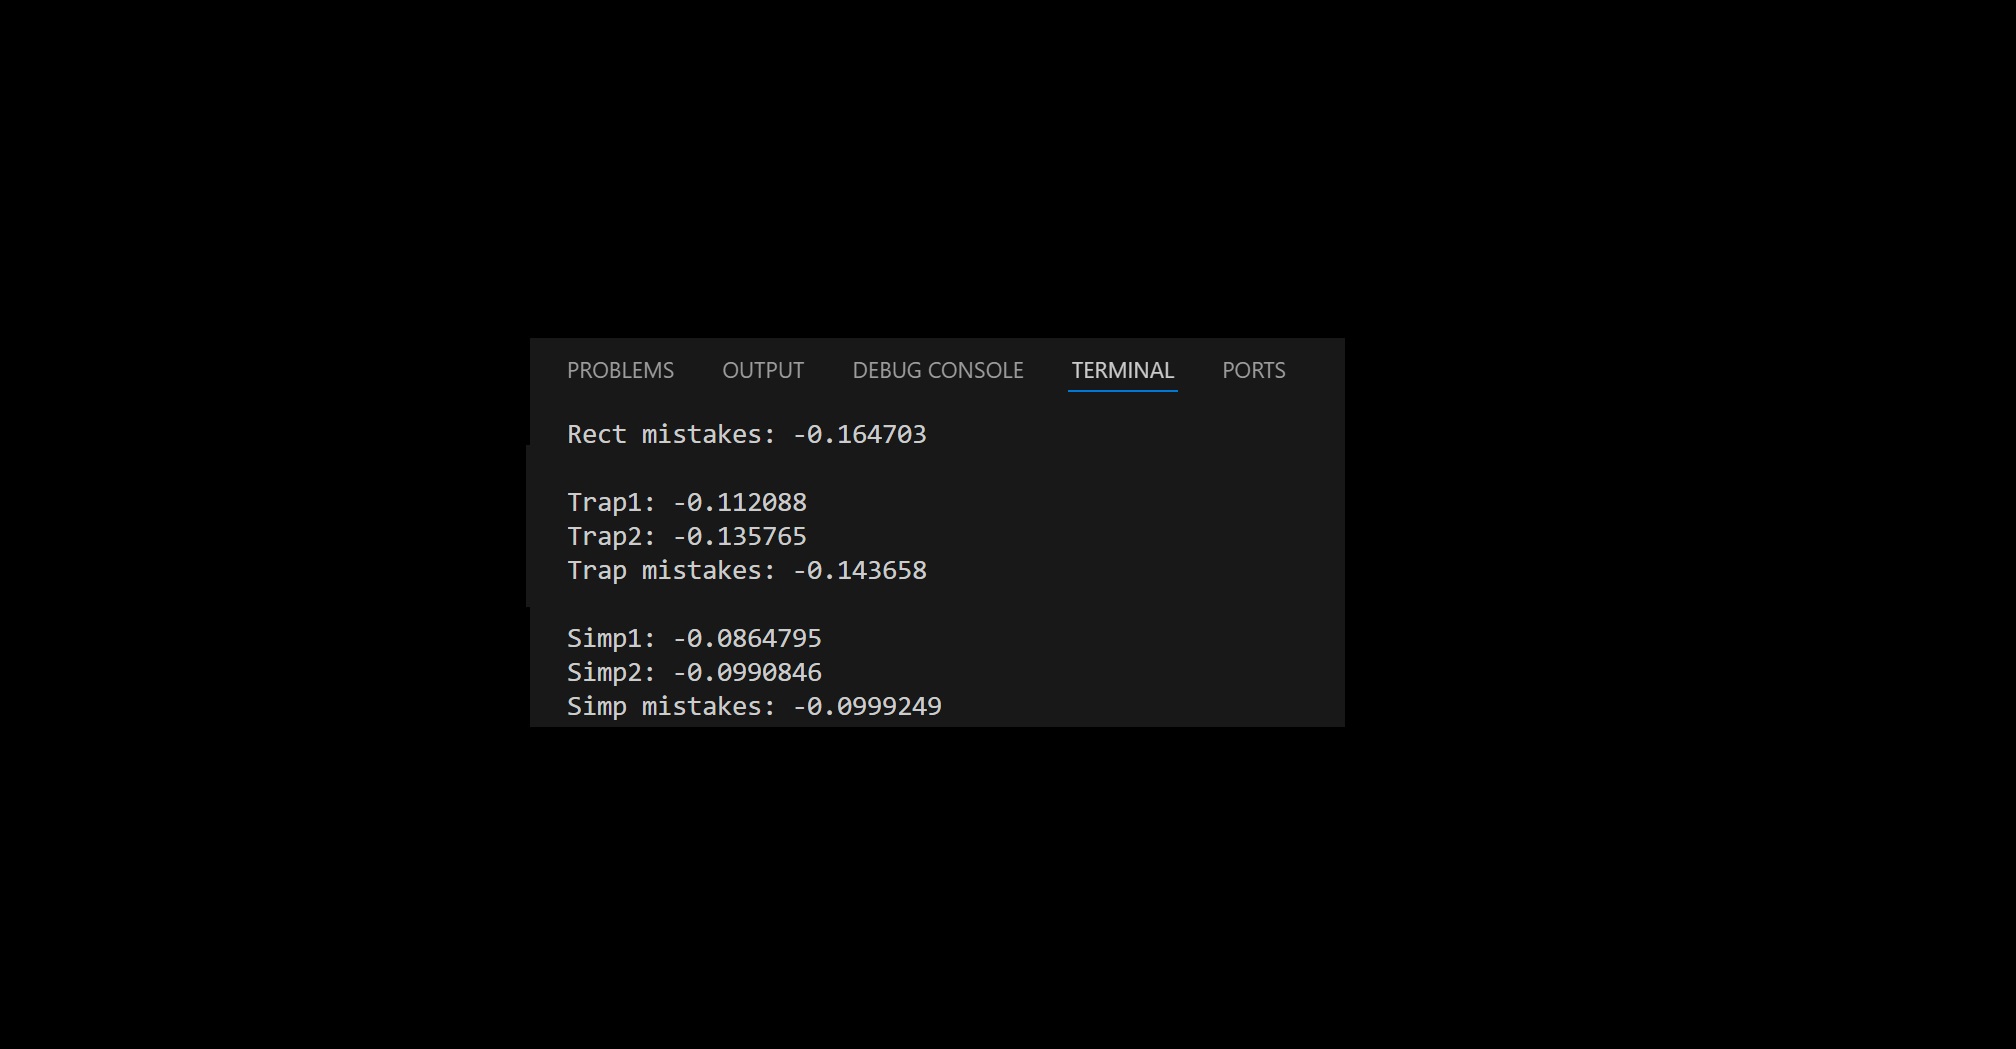 PROBLEMS OUTPUT DEBUG CONSOLE TERMINAL PORTS
Rect mistakes: -0.164703
Trap1: -0.112088
Trap2: -0.135765
Trap mistakes: -0.143658
Simp1: -0.0864795
Simp2: -0.0990846
Simp mistakes: -0.0999249